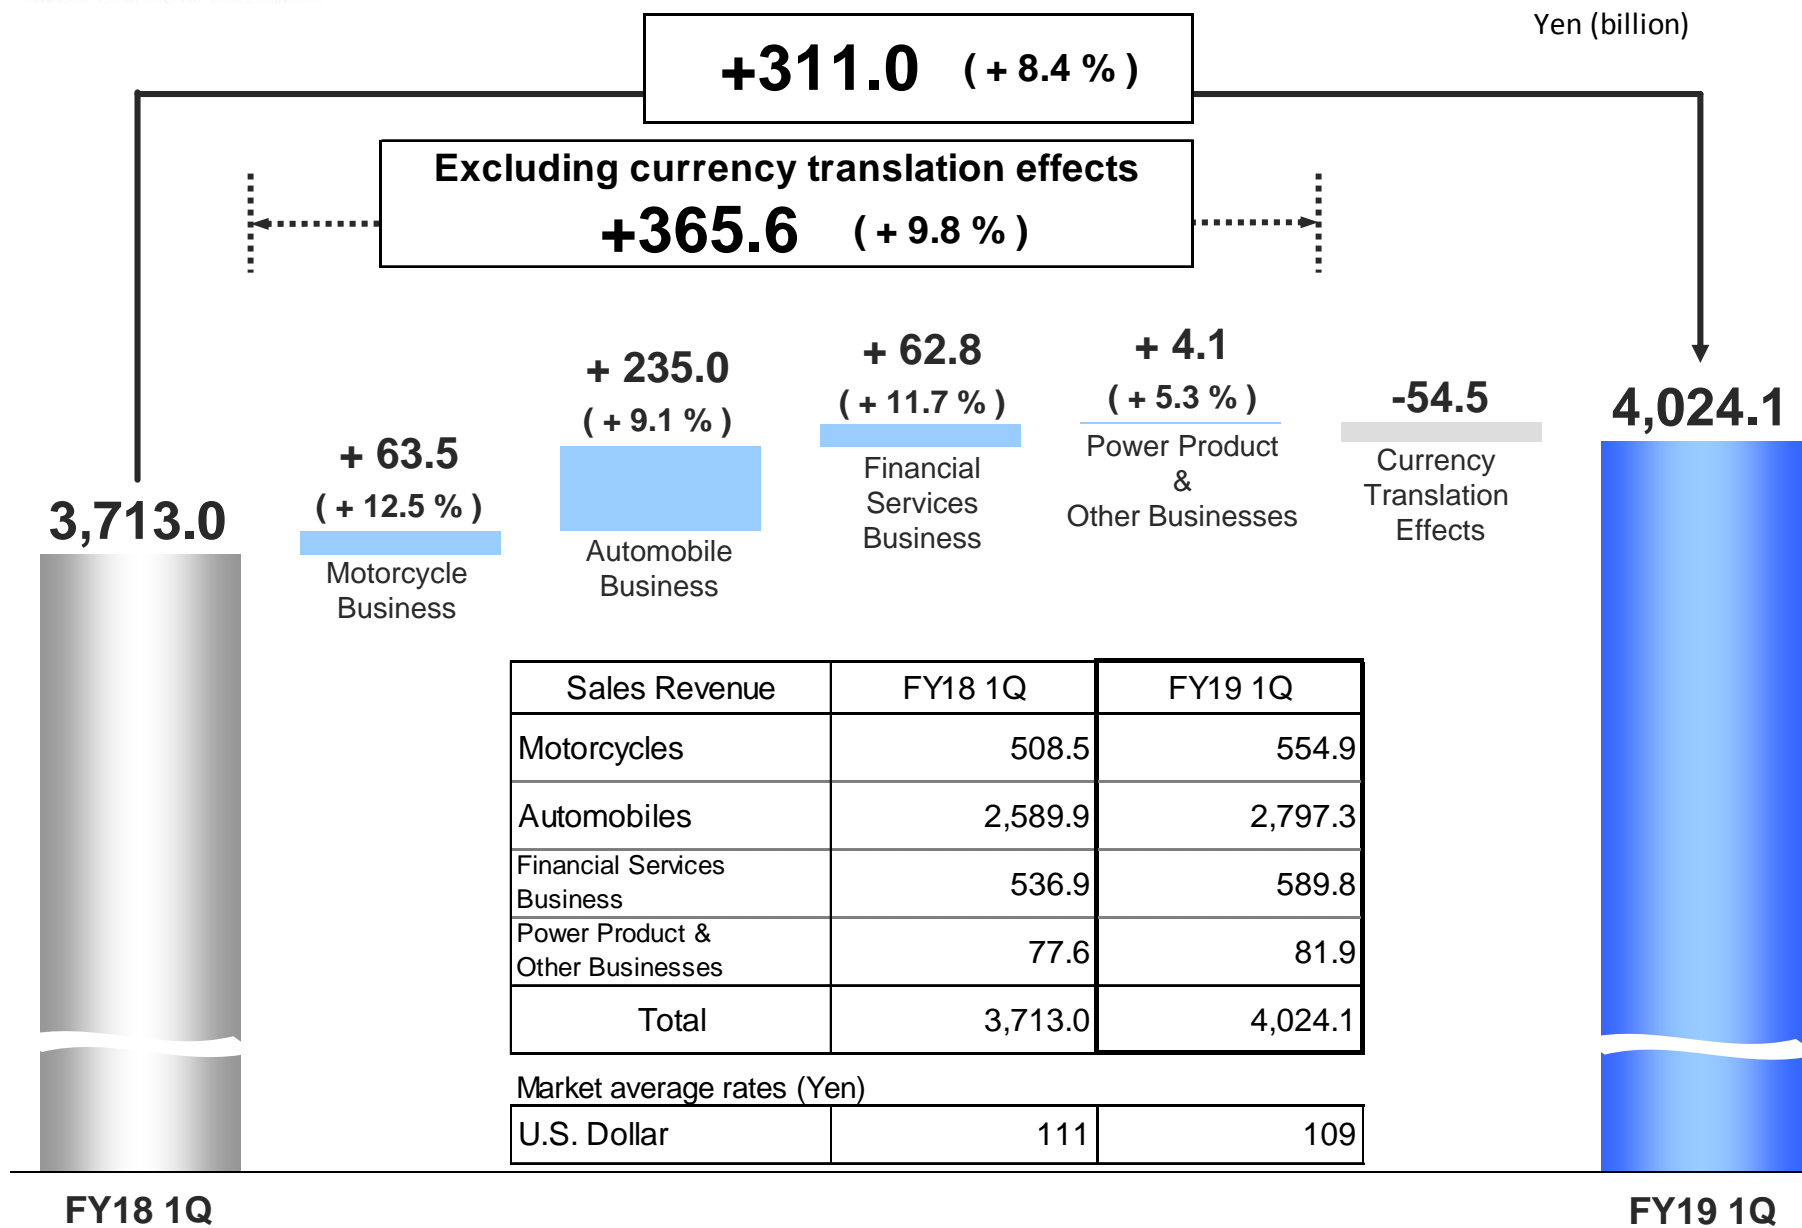 Yen (billion)
+311.0 ( + 8.4 % )
Excluding currency translation effects
+365.6 ( + 9.8 % )
3,713.0
+ 63.5
( + 12.5 % )
Motorcycle
Business
+ 235.0
( + 9.1 % )
Automobile
Business
+ 62.8
( + 11.7 % )
Financial
Services
Business
+ 4.1
( + 5.3 % )
Power Product
&
Other Businesses
-54.5
Currency
Translation
Effects
4,024.1
Sales Revenue FY18 1Q FY19 1Q
Motorcycles 508.5 554.9
Automobiles 2,589.9 2,797.3
Financial Services
Business 536.9 589.8
Power Product &
Other Businesses 77.6 81.9
Total 3,713.0 4,024.1
Market average rates (Yen)
U.S. Dollar 111 109
FY18 1Q
FY19 1Q